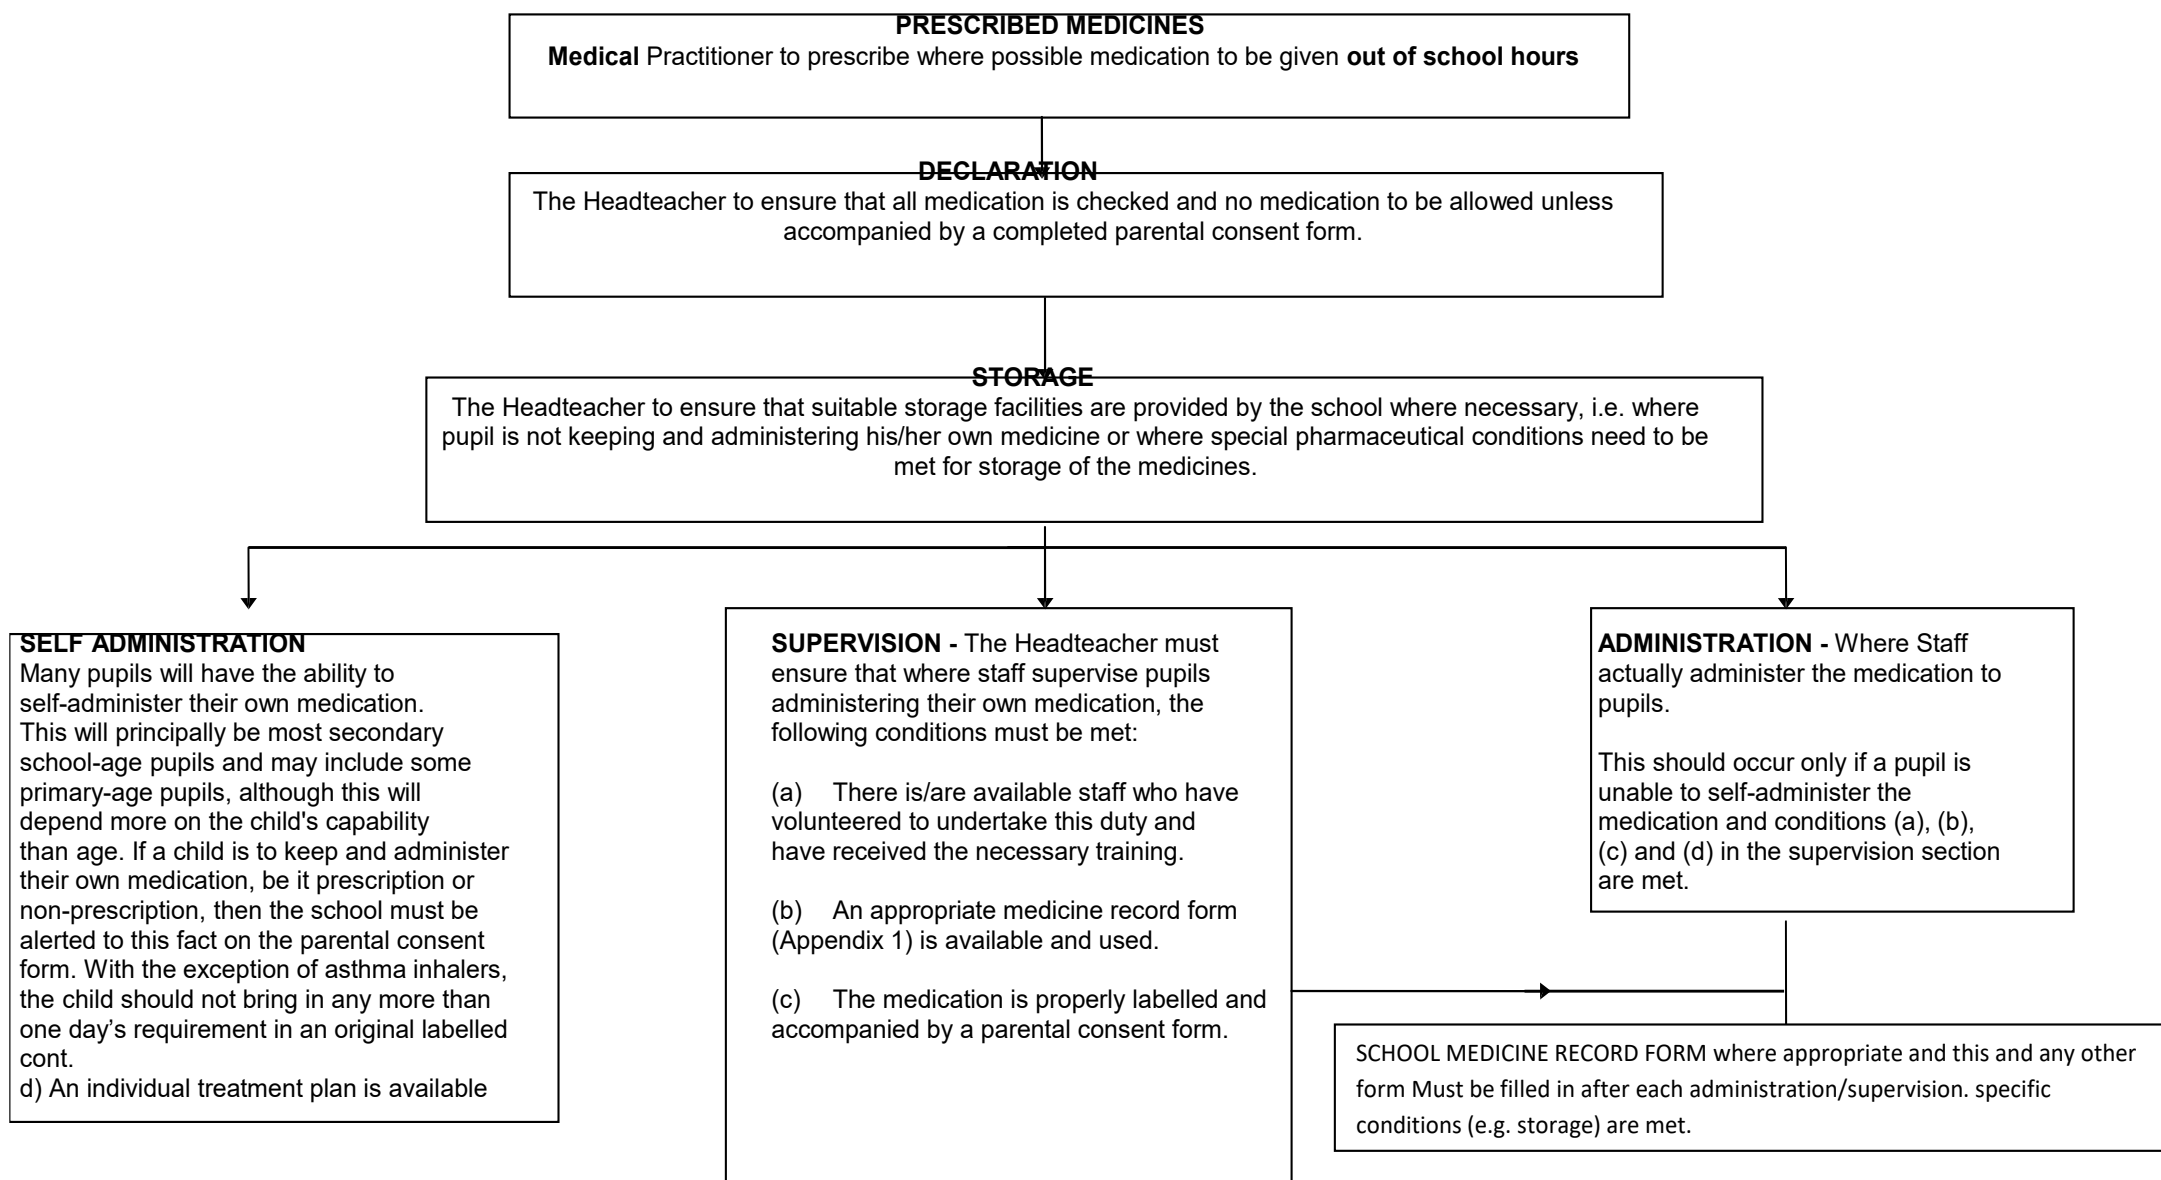 PRESCRIBED MEDICINES
Medical Practitioner to prescribe where possible medication to be given out of school hours
DECLARATION
The Headteacher to ensure that all medication is checked and no medication to be allowed unless
accompanied by a completed parental consent form.
STORAGE
The Headteacher to ensure that suitable storage facilities are provided by the school where necessary, i.e. where
pupil is not keeping and administering his/her own medicine or where special pharmaceutical conditions need to be
met for storage of the medicines.
SELF ADMINISTRATION
Many pupils will have the ability to
self-administer their own medication.
This will principally be most secondary
school-age pupils and may include some
primary-age pupils, although this will
depend more on the child's capability
than age. If a child is to keep and administer
their own medication, be it prescription or
non-prescription, then the school must be
alerted to this fact on the parental consent
form. With the exception of asthma inhalers,
the child should not bring in any more than
one day’s requirement in an original labelled
cont.
d) An individual treatment plan is available
SUPERVISION - The Headteacher must
ensure that where staff supervise pupils
administering their own medication, the
following conditions must be met:
(a) There is/are available staff who have
volunteered to undertake this duty and
have received the necessary training.
(b) An appropriate medicine record form
(Appendix 1) is available and used.
(c) The medication is properly labelled and
accompanied by a parental consent form.
ADMINISTRATION - Where Staff
actually administer the medication to
pupils.
This should occur only if a pupil is
unable to self-administer the
medication and conditions (a), (b),
(c) and (d) in the supervision section
are met.
SCHOOL MEDICINE RECORD FORM where appropriate and this and any other
form Must be filled in after each administration/supervision. specific
conditions (e.g. storage) are met.